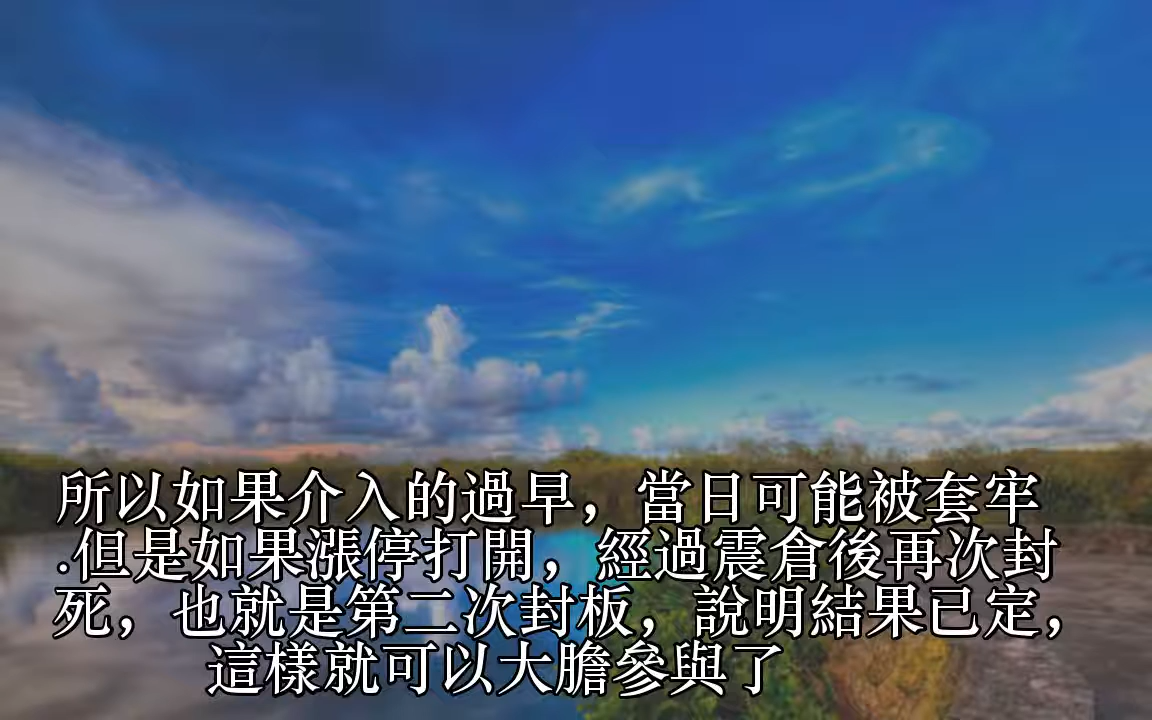 所以如果介入的過早，當日可能被套牢
.但是如果漲停打開，經過震倉後再次封
死，也就是第二次封板，說明結果已定，
這樣就可以大膽參與了